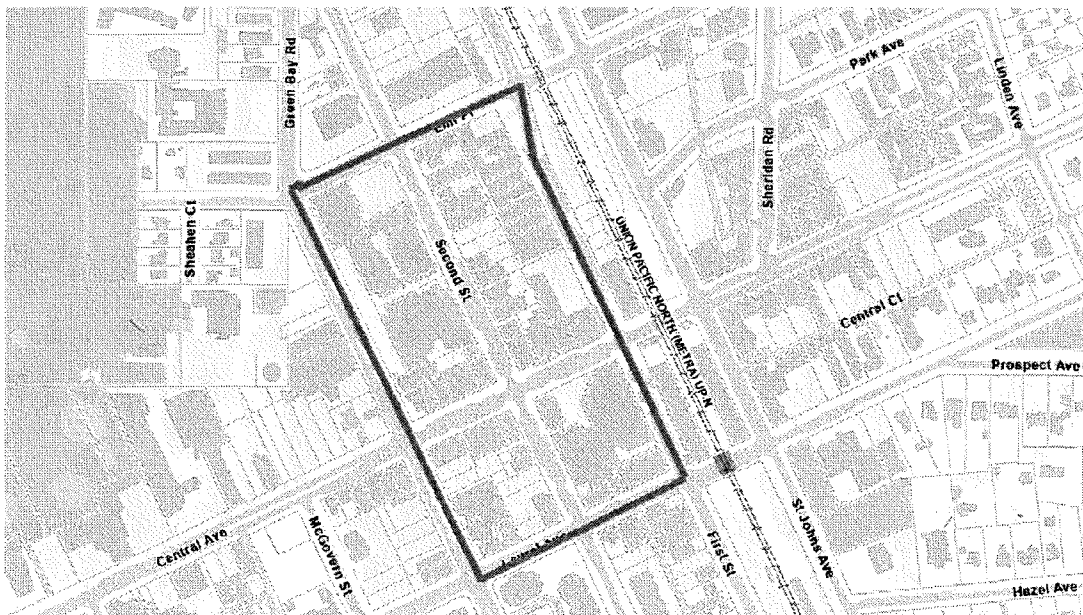 Green Bay Rd
Park Ave
Linden Ave
Elm Pl
Sheridan Rd
Sheahen Ct
Second St
UNION PACIFIC NORTH (METRA) UP-N
Central Ct
Prospect Ave
Central Ave
McGovern St
First St
St Johns Ave
Hazel Ave